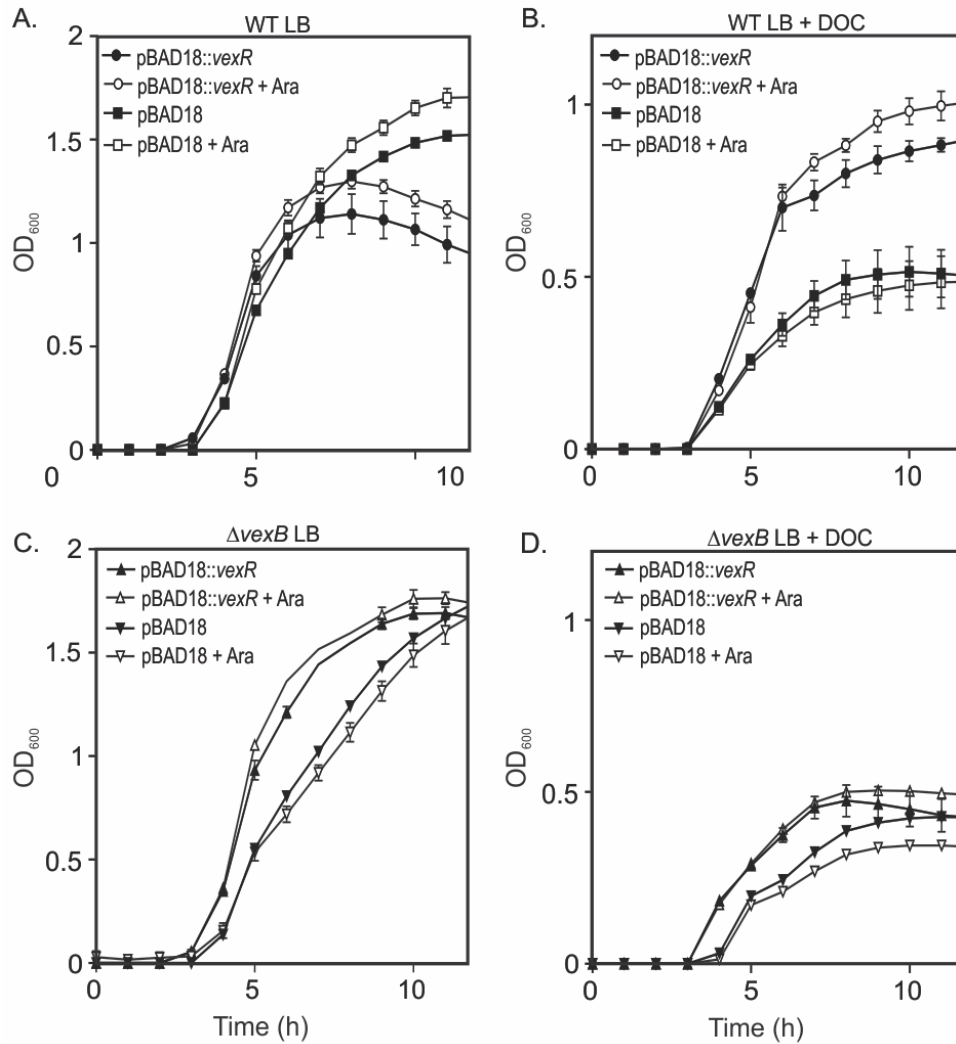 A.
WT LB
2
pBAD18::vexR
pBAD18::vexR + Ara
pBAD18
pBAD18 + Ara
1.5
1
0.5
0
OD600
0
5
10
B.
WT LB + DOC
pBAD18::vexR
pBAD18::vexR + Ara
pBAD18
pBAD18 + Ara
1
0.5
0
OD600
0
5
10
C.
ΔvexB LB
2
pBAD18::vexR
pBAD18::vexR + Ara
pBAD18
pBAD18 + Ara
1.5
1
0.5
0
OD600
0
5
10
Time (h)
D.
ΔvexB LB + DOC
pBAD18::vexR
pBAD18::vexR + Ara
pBAD18
pBAD18 + Ara
1
0.5
0
OD600
0
5
10
Time (h)